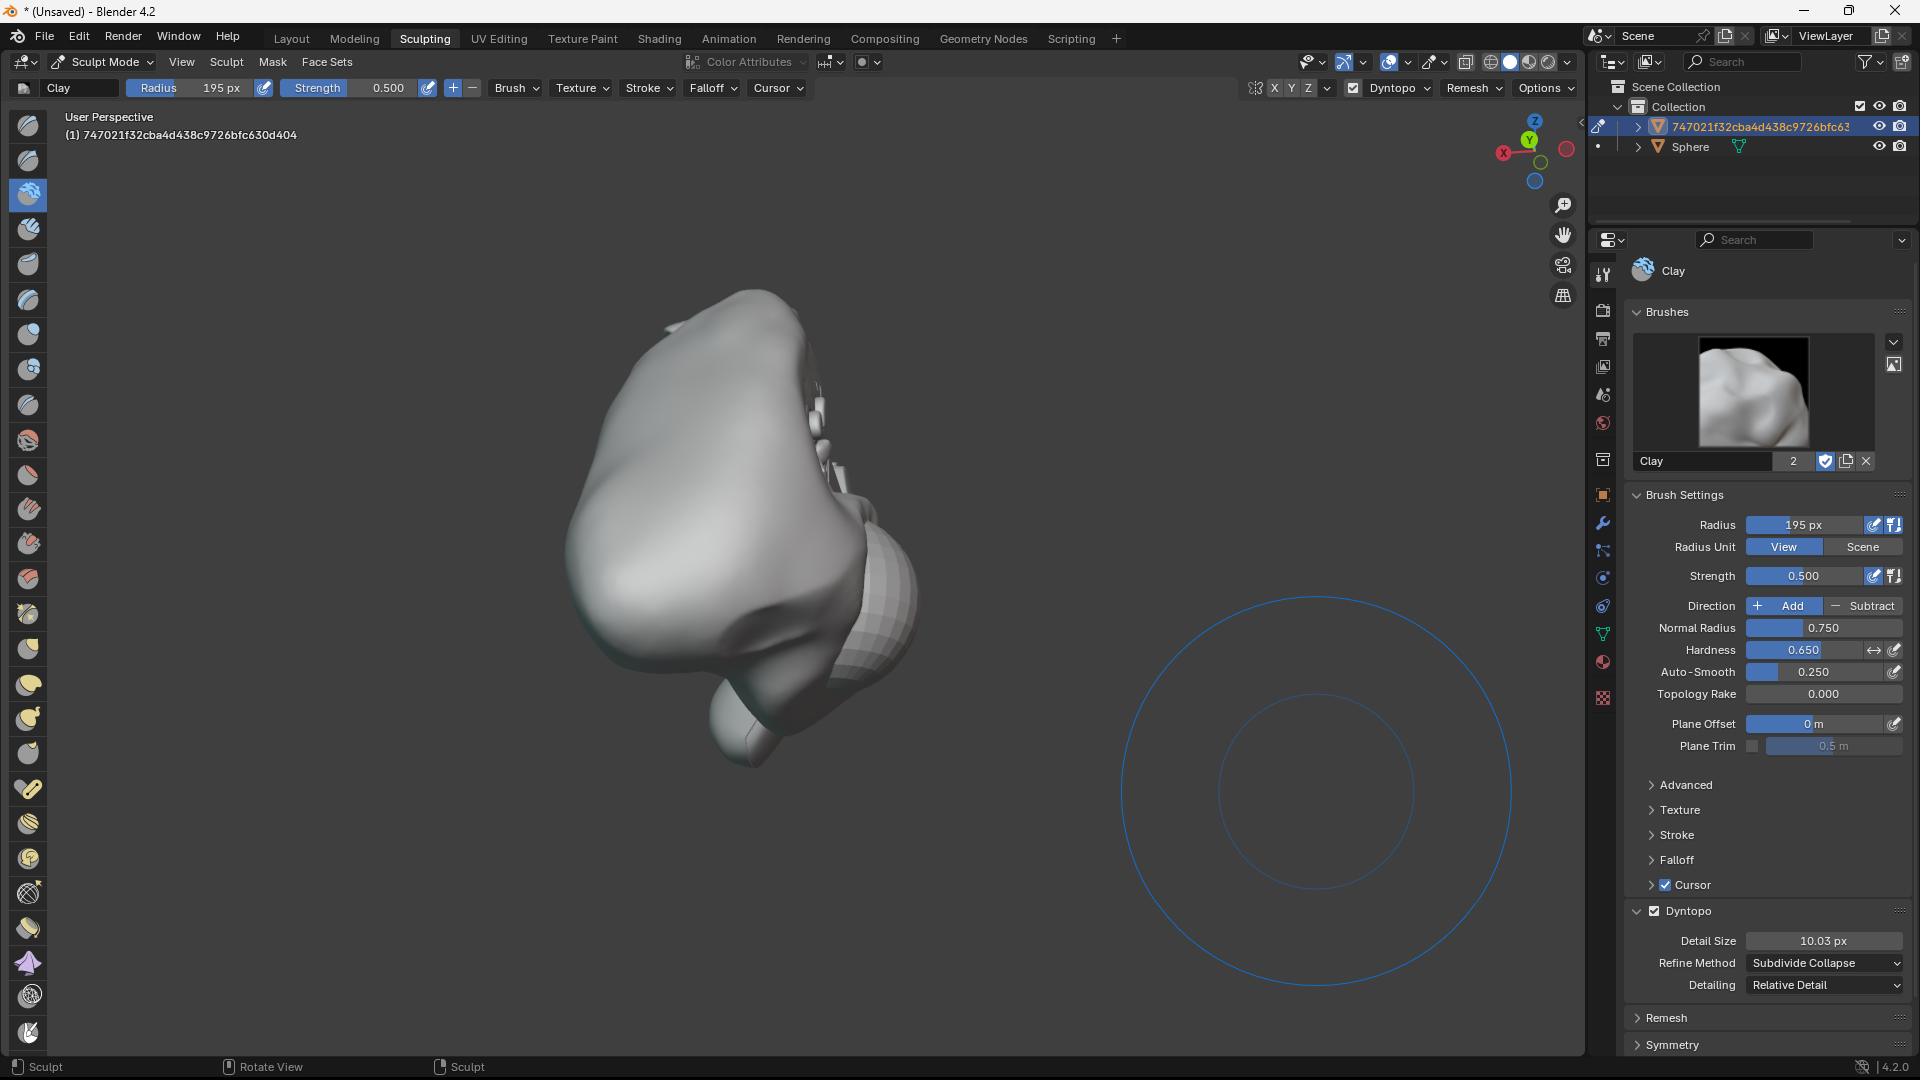 * (Unsaved) - Blender 4.2
File Edit Render Window Help
Layout Modeling Sculpting UV Editing Texture Paint Shading Animation Rendering Compositing Geometry Nodes Scripting +
Scene
ViewLayer
Sculpt Mode View Sculpt Mask Face Sets
Color Attributes
Search
Clay Radius 195 px Strength 0.500 + − Brush Texture Stroke Falloff Cursor
X Y Z Dyntopo Remesh Options
Scene Collection
Collection
747021f32cba4d438c9726bfc63
Sphere
User Perspective
(1) 747021f32cba4d438c9726bfc630d404
Z
Y
X
Search
Clay
Brushes
Clay 2
Brush Settings
Radius 195 px
Radius Unit View Scene
Strength 0.500
Direction + Add − Subtract
Normal Radius 0.750
Hardness 0.650
Auto-Smooth 0.250
Topology Rake 0.000
Plane Offset 0 m
Plane Trim 0.5 m
Advanced
Texture
Stroke
Falloff
Cursor
Dyntopo
Detail Size 10.03 px
Refine Method Subdivide Collapse
Detailing Relative Detail
Remesh
Symmetry
Sculpt Rotate View Sculpt
4.2.0